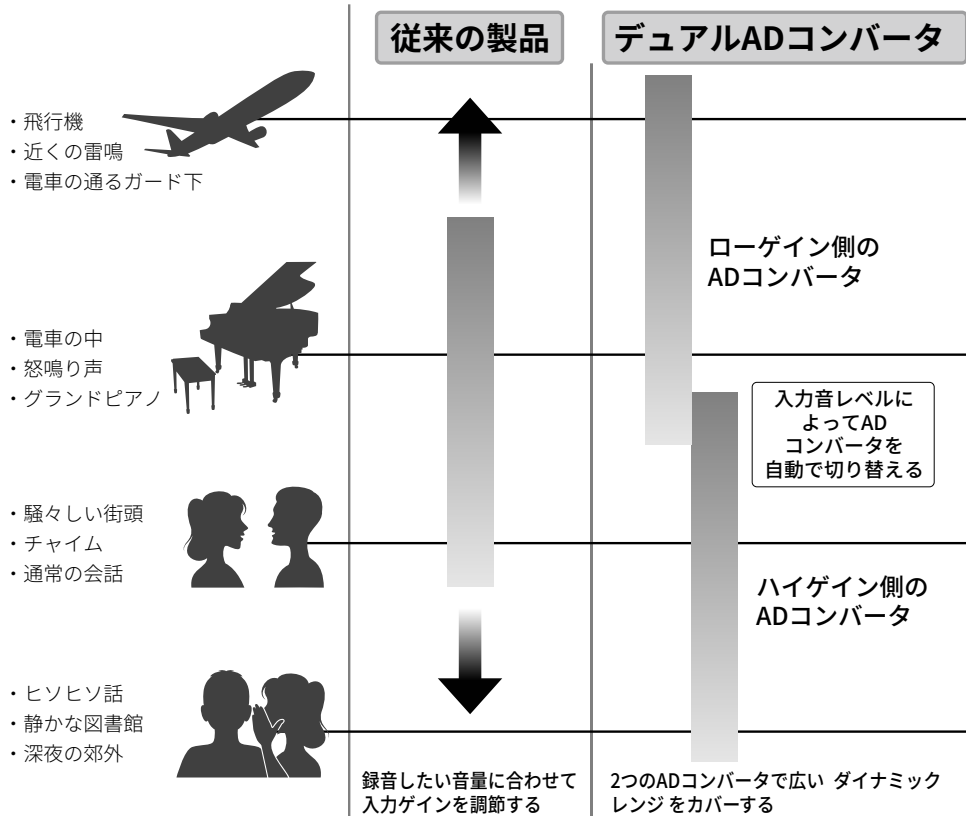 従来の製品
デュアルADコンバータ
・飛行機
・近くの雷鳴
・電車の通るガード下
ローゲイン側の
ADコンバータ
・電車の中
・怒鳴り声
・グランドピアノ
入力音レベルに
よってAD
コンバータを
自動で切り替える
・騒々しい街頭
・チャイム
・通常の会話
ハイゲイン側の
ADコンバータ
・ヒソヒソ話
・静かな図書館
・深夜の郊外
録音したい音量に合わせて
入力ゲインを調節する
2つのADコンバータで広い ダイナミック
レンジ をカバーする